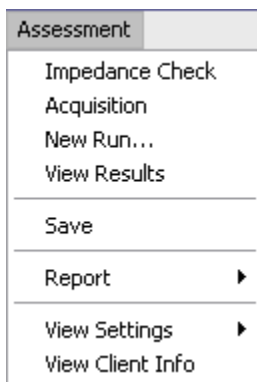 Assessment
Impedance Check
Acquisition
New Run...
View Results
Save
Report
View Settings
View Client Info